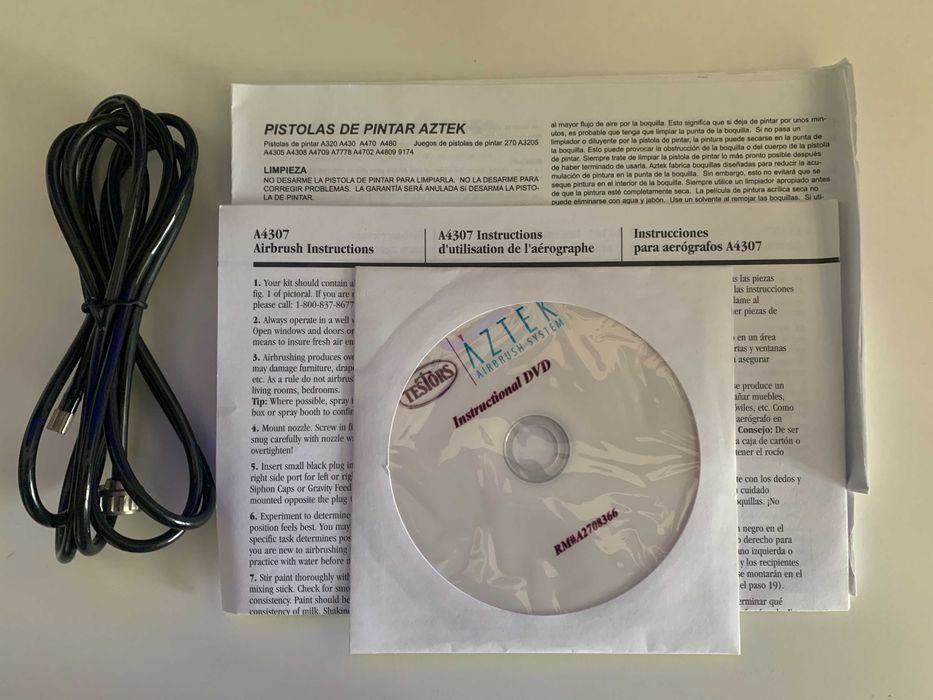 PISTOLAS DE PINTAR AZTEK
Pistolas de pintar A320 A430 A470 A480 Juegos de pistolas de pintar 270 A3205
A4305 A4308 A4709 A7778 A4702 A4809 9174
LIMPIEZA
NO DESARME LA PISTOLA DE PINTAR PARA LIMPIARLA. NO LA DESARME PARA
CORREGIR PROBLEMAS. LA GARANTÍA SERÁ ANULADA SI DESARMA LA PISTO-
LA DE PINTAR.
al mayor flujo de aire por la boquilla. Esto significa que si deja de pintar por unos min-
utos, es probable que tenga que limpiar la punta de la boquilla. Si no pasa un
limpiador o diluyente por la pistola de pintar, la pintura puede secarse en la punta de
la boquilla. Esto puede provocar la obstrucción de la boquilla o del cuerpo de la pistola
de pintar. Siempre trate de limpiar la pistola de pintar lo más pronto posible después
de haber terminado de usarla. Aztek fabrica boquillas diseñadas para reducir la acu-
mulación de pintura en la punta de la boquilla. Sin embargo, esto no evitará que se
seque pintura en el interior de la boquilla. Siempre utilice un limpiador apropiado antes
de que la pintura esté completamente seca. La película de pintura acrílica seca no
puede eliminarse con agua y jabón. Use un solvente al remojar las boquillas. Si uti-
A4307
Airbrush Instructions
A4307 Instructions
d'utilisation de l'aérographe
Instrucciones
para aerógrafos A4307
1. Your kit should contain a
fig. 1 of pictoral. If you are
please call: 1-800-837-8677
2. Always operate in a well
Open windows and doors or
means to insure fresh air en
3. Airbrushing produces ove
may damage furniture, drap
etc. As a rule do not airbrus
living rooms, bedrooms.
Tip: Where possible, spray i
box or spray booth to confi
4. Mount nozzle. Screw in fi
snug carefully with nozzle w
overtighten!
5. Insert small black plug in
right side port for left or rig
Siphon Caps or Gravity Feed
mounted opposite the plug
6. Experiment to determine
position feels best. You may
specific task determines pos
you are new to airbrushing
practice with water before
7. Stir paint thoroughly with
mixing stick. Check for smo
consistency. Paint should be
consistency of milk. Shakin
s las piezas
las instrucciones
lame al
er piezas de
en un área
rtas y ventanas
asegurar
se produce un
añar muebles,
óviles, etc. Como
aerógrafo en
Consejo: De ser
a caja de cartón o
tener el rocío
te con los dedos y
cuidado
oquillas. ¡No
negro en el
derecho para
no izquierda o
y los recipientes
se montarán en el
el paso 19).
erminar qué
TESTORS
AZTEK
AIRBRUSH SYSTEM
Instructional DVD
RM#A2708366